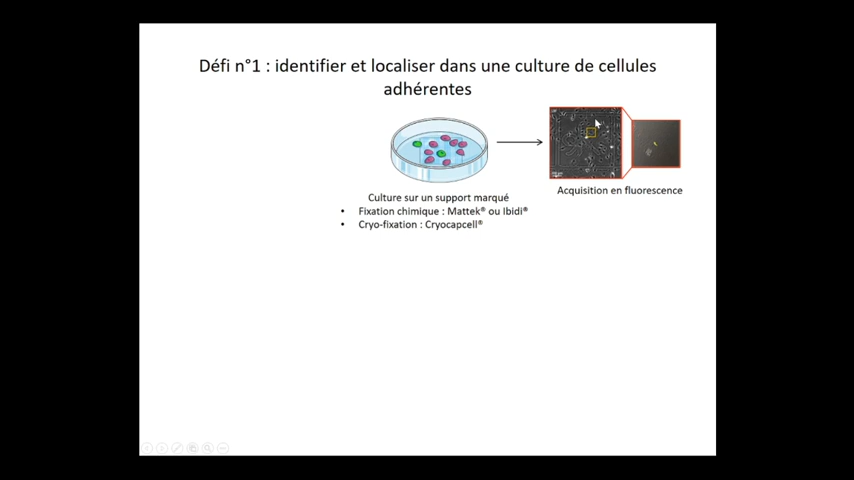 Défi n°1 : identifier et localiser dans une culture de cellules
adhérentes
Culture sur un support marqué
• Fixation chimique : Mattek® ou Ibidi®
• Cryo-fixation : Cryocapcell®
Acquisition en fluorescence